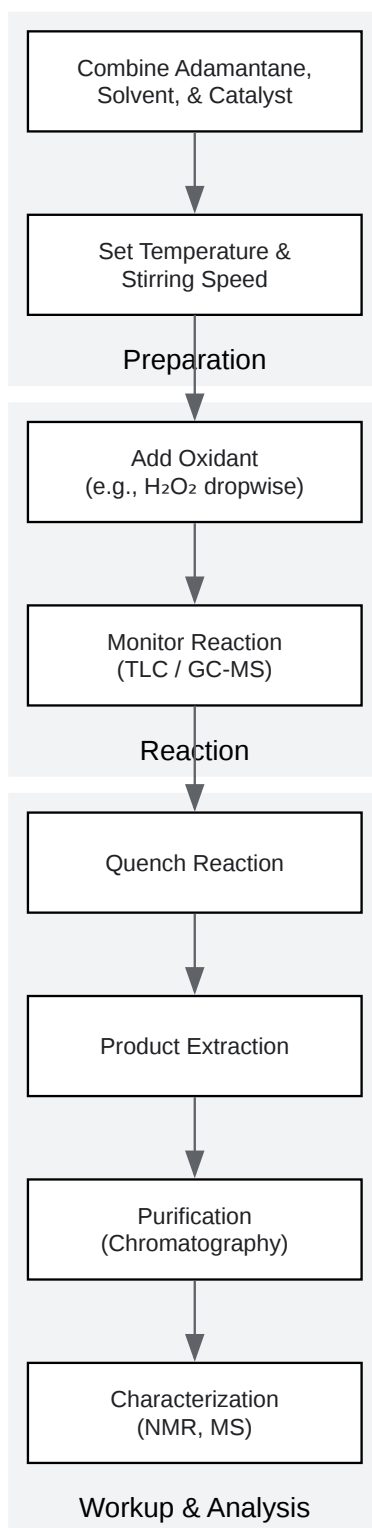 Combine Adamantane,
Solvent, & Catalyst
Set Temperature &
Stirring Speed
Preparation
Add Oxidant
(e.g., H₂O₂ dropwise)
Monitor Reaction
(TLC / GC-MS)
Reaction
Quench Reaction
Product Extraction
Purification
(Chromatography)
Characterization
(NMR, MS)
Workup & Analysis